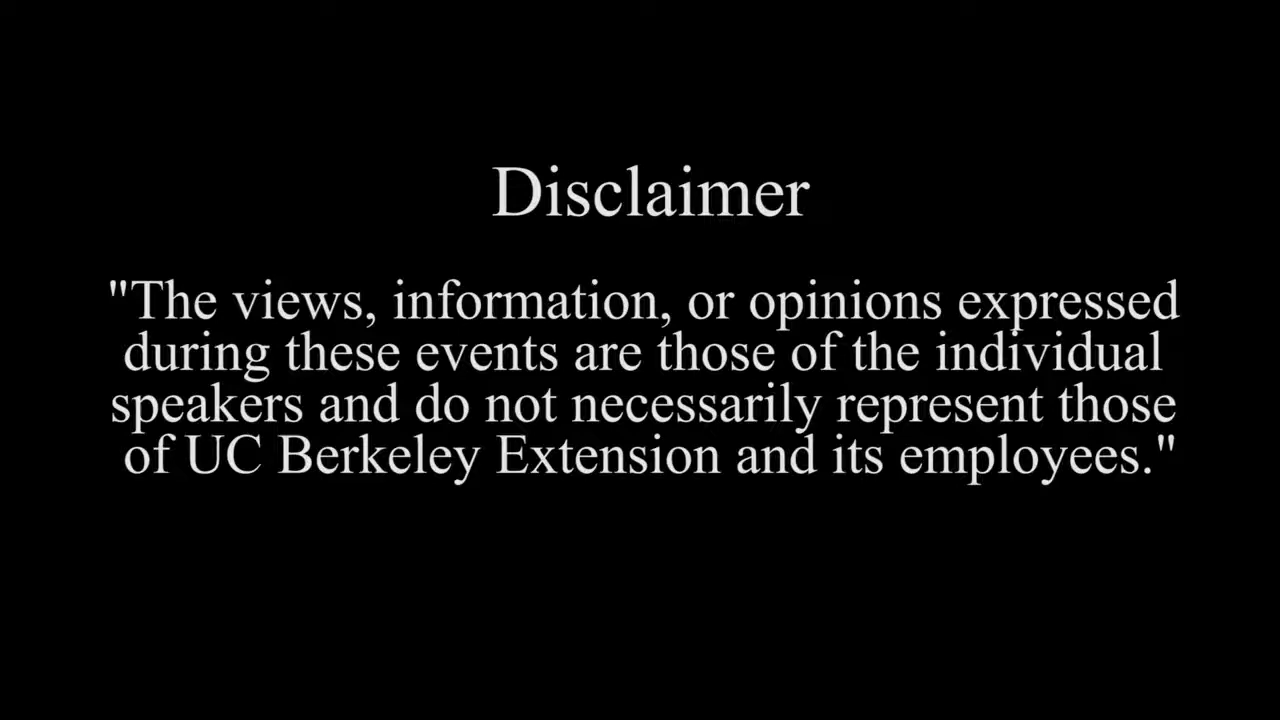 Disclaimer
"The views, information, or opinions expressed
during these events are those of the individual
speakers and do not necessarily represent those
of UC Berkeley Extension and its employees."